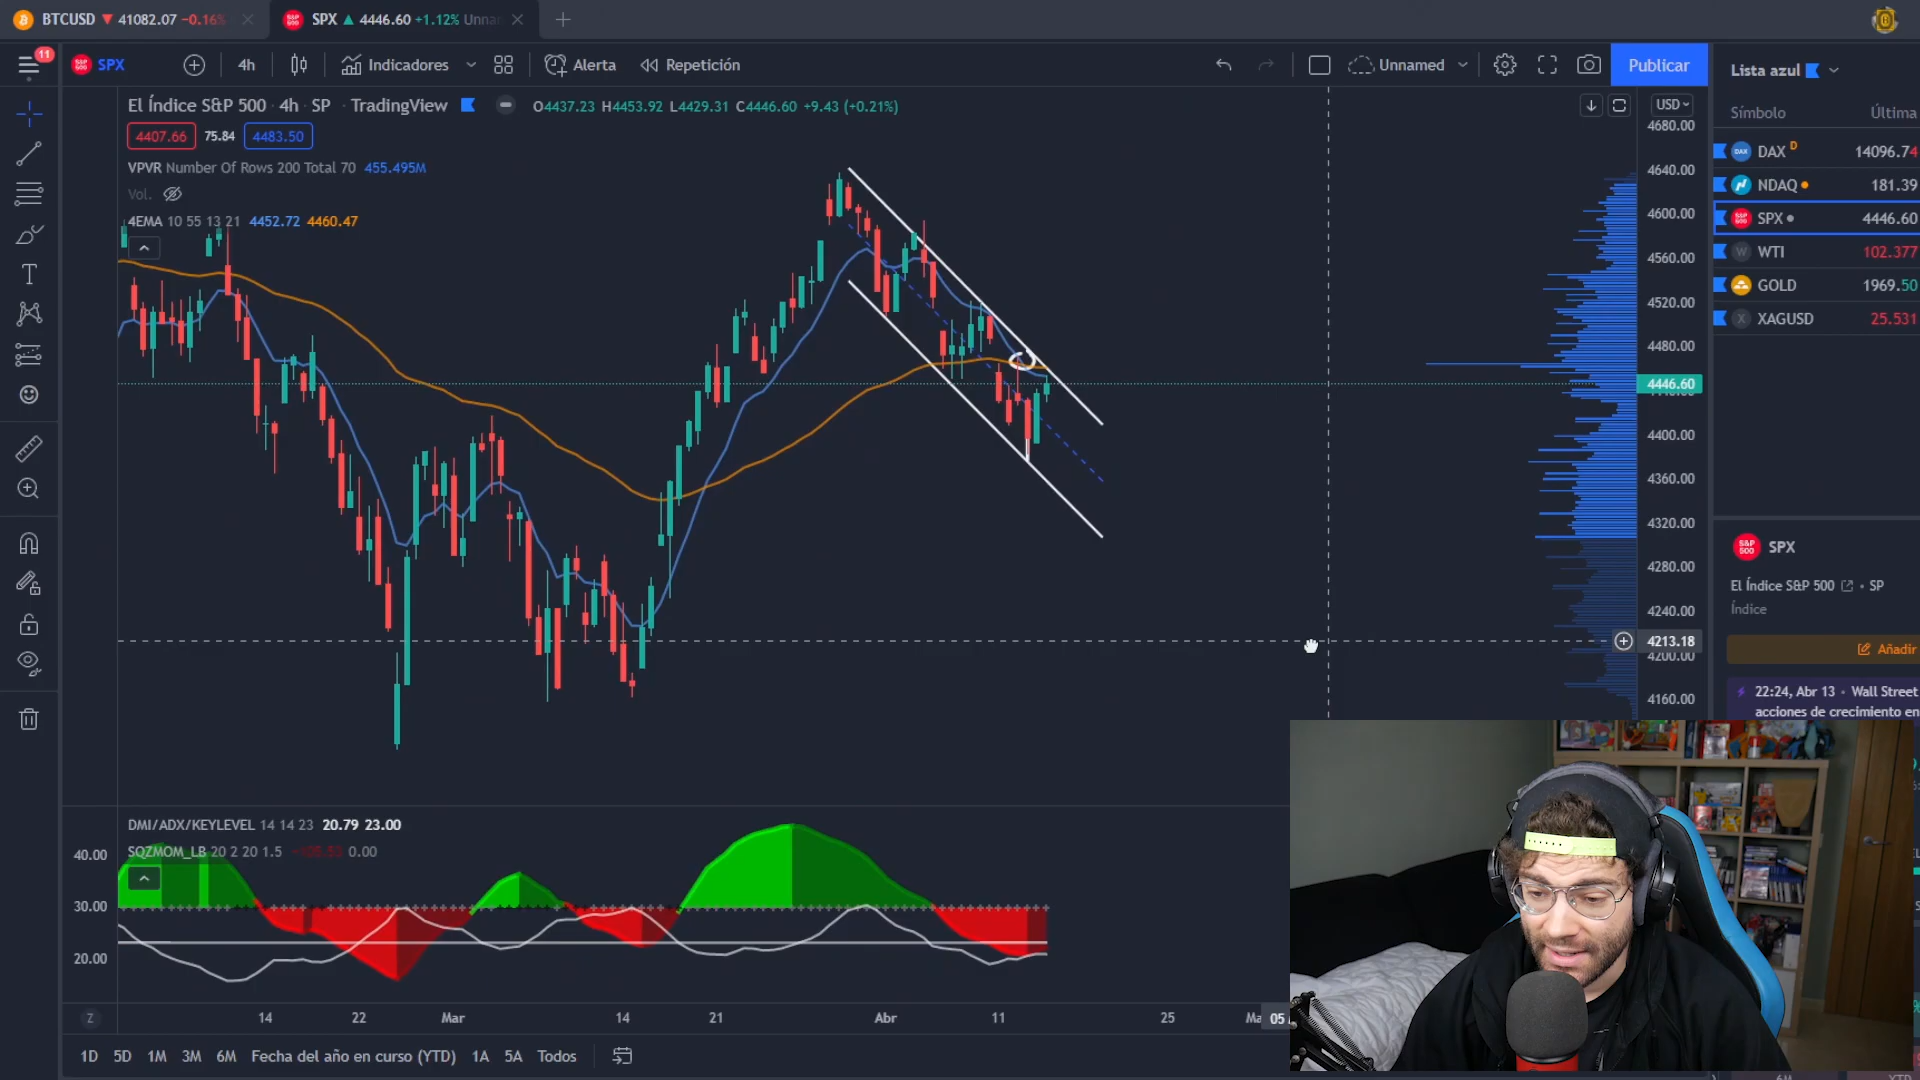 BTCUSD ▼ 41082.07 −0.16%
SPX ▲ 4446.60 +1.12% Unna
11
SPX
4h
Indicadores
Alerta
Repetición
Unnamed
Publicar
Lista azul
El Índice S&P 500 · 4h · SP · TradingView
O4437.23 H4453.92 L4429.31 C4446.60 +9.43 (+0.21%)
USD
4407.66 75.84 4483.50
VPVR Number Of Rows 200 Total 70 455.495M
Vol.
4EMA 10 55 13 21 4452.72 4460.47
4680.00
4640.00
4600.00
4560.00
4520.00
4480.00
4446.60
4400.00
4360.00
4320.00
4280.00
4240.00
4213.18
4200.00
4160.00
Símbolo Última
DAX D 14096.74
NDAQ 181.39
SPX 4446.60
WTI 102.377
GOLD 1969.50
XAGUSD 25.531
S&P 500
SPX
El Índice S&P 500 • SP
Índice
Añadir
22:24, Abr 13 • Wall Street
acciones de crecimiento en
DMI/ADX/KEYLEVEL 14 14 23 20.79 23.00
SQZMOM_LB 20 2 20 1.5 0.00
40.00
30.00
20.00
Z
14 22 Mar 14 21 Abr 11 25 Ma 05
1D 5D 1M 3M 6M Fecha del año en curso (YTD) 1A 5A Todos